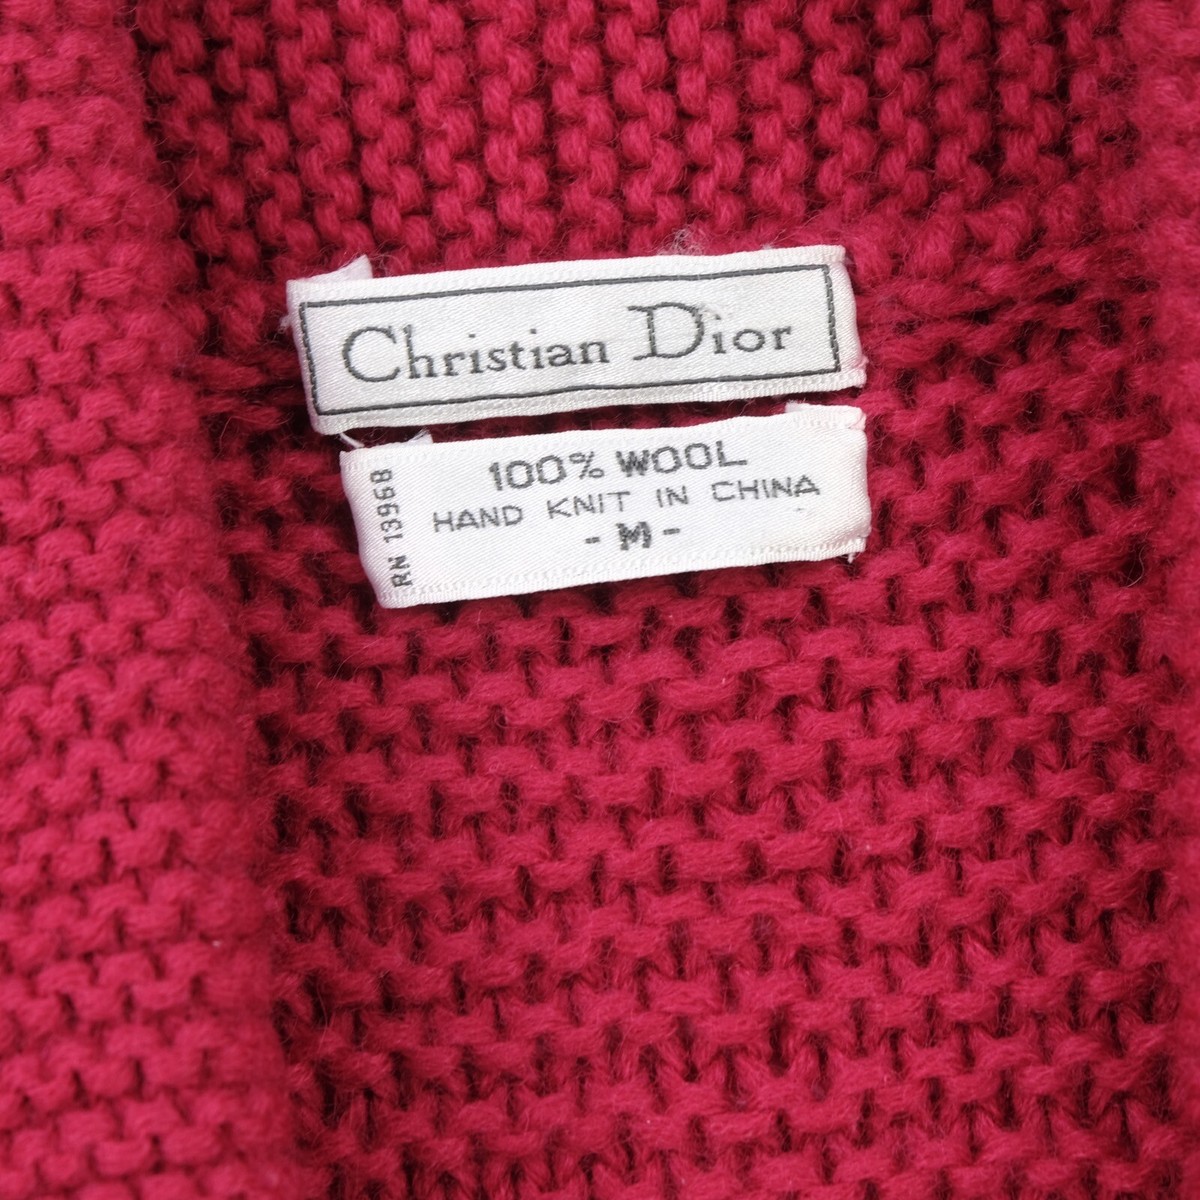 Christian Dior
100% WOOL
HAND KNIT IN CHINA
- M -
RN 13968